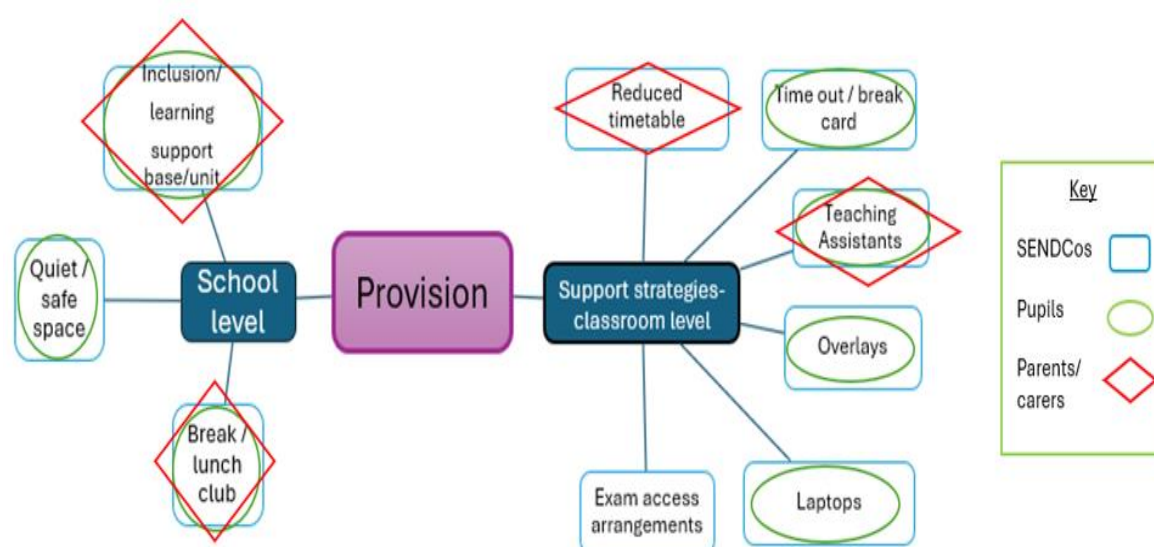 Inclusion/
learning
support
base/unit
Quiet /
safe
space
School
level
Break /
lunch
club
Provision
Support strategies-
classroom level
Reduced
timetable
Time out / break
card
Teaching
Assistants
Overlays
Laptops
Exam access
arrangements
Key
SENDCos
Pupils
Parents/
carers